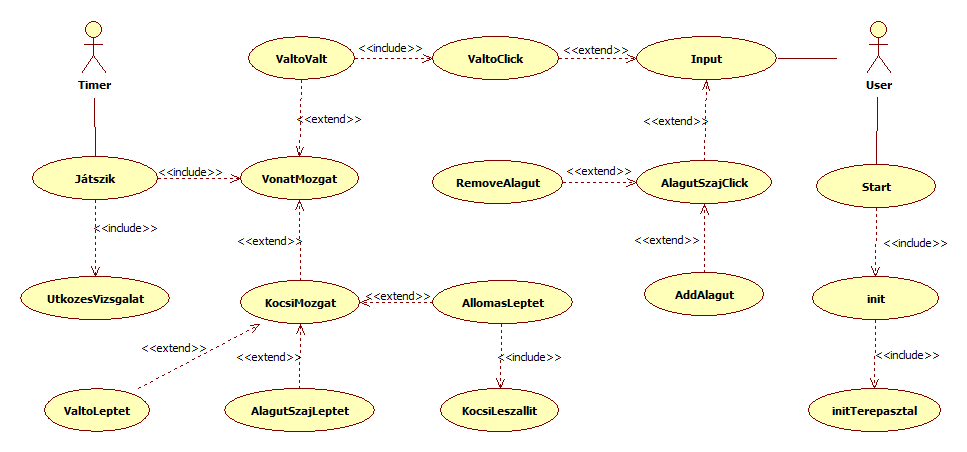 ValtoValt
<<include>>
ValtoClick
<<extend>>
Input
Timer
User
<<extend>>
<<extend>>
Játszik
<<include>>
VonatMozgat
RemoveAlagut
<<extend>>
AlagutSzajClick
Start
<<include>>
<<extend>>
<<extend>>
<<include>>
UtkozesVizsgalat
KocsiMozgat
<<extend>>
AllomasLeptet
AddAlagut
init
<<extend>>
<<extend>>
<<include>>
<<include>>
ValtoLeptet
AlagutSzajLeptet
KocsiLeszallit
initTerepasztal